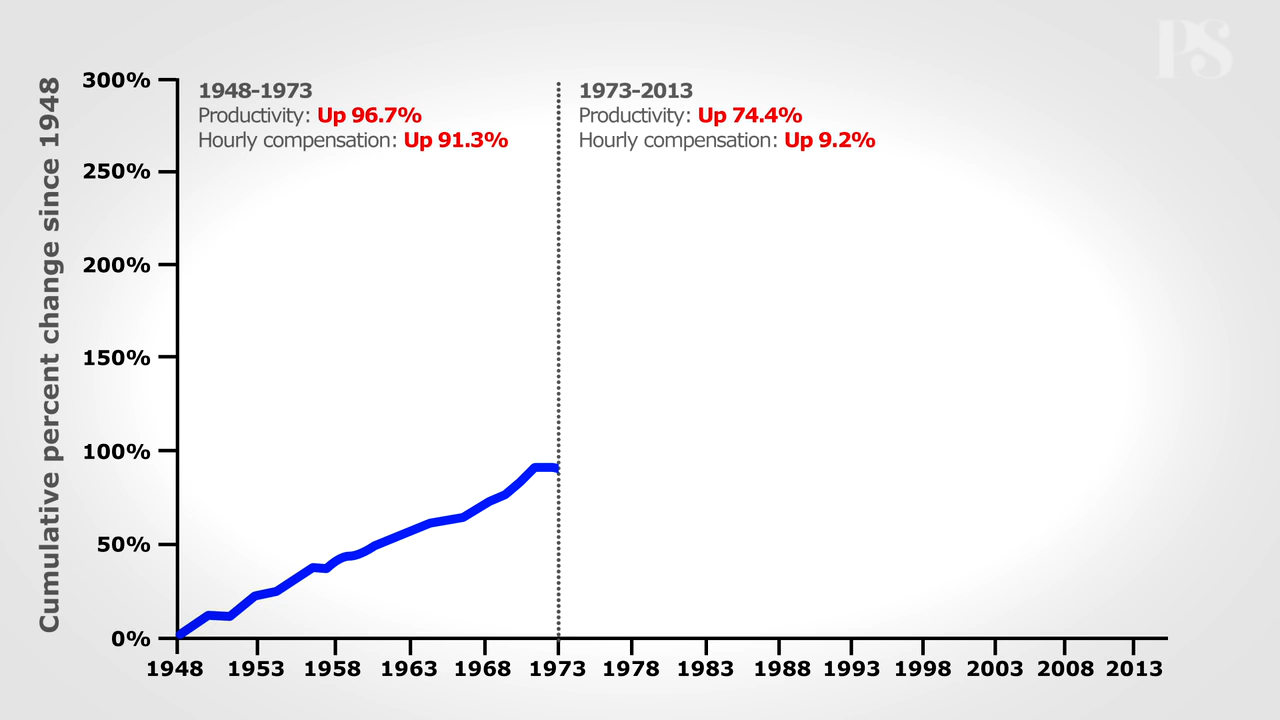 PS
300%
250%
200%
150%
100%
50%
0%
Cumulative percent change since 1948
1948-1973
Productivity: Up 96.7%
Hourly compensation: Up 91.3%
1973-2013
Productivity: Up 74.4%
Hourly compensation: Up 9.2%
1948 1953 1958 1963 1968 1973 1978 1983 1988 1993 1998 2003 2008 2013